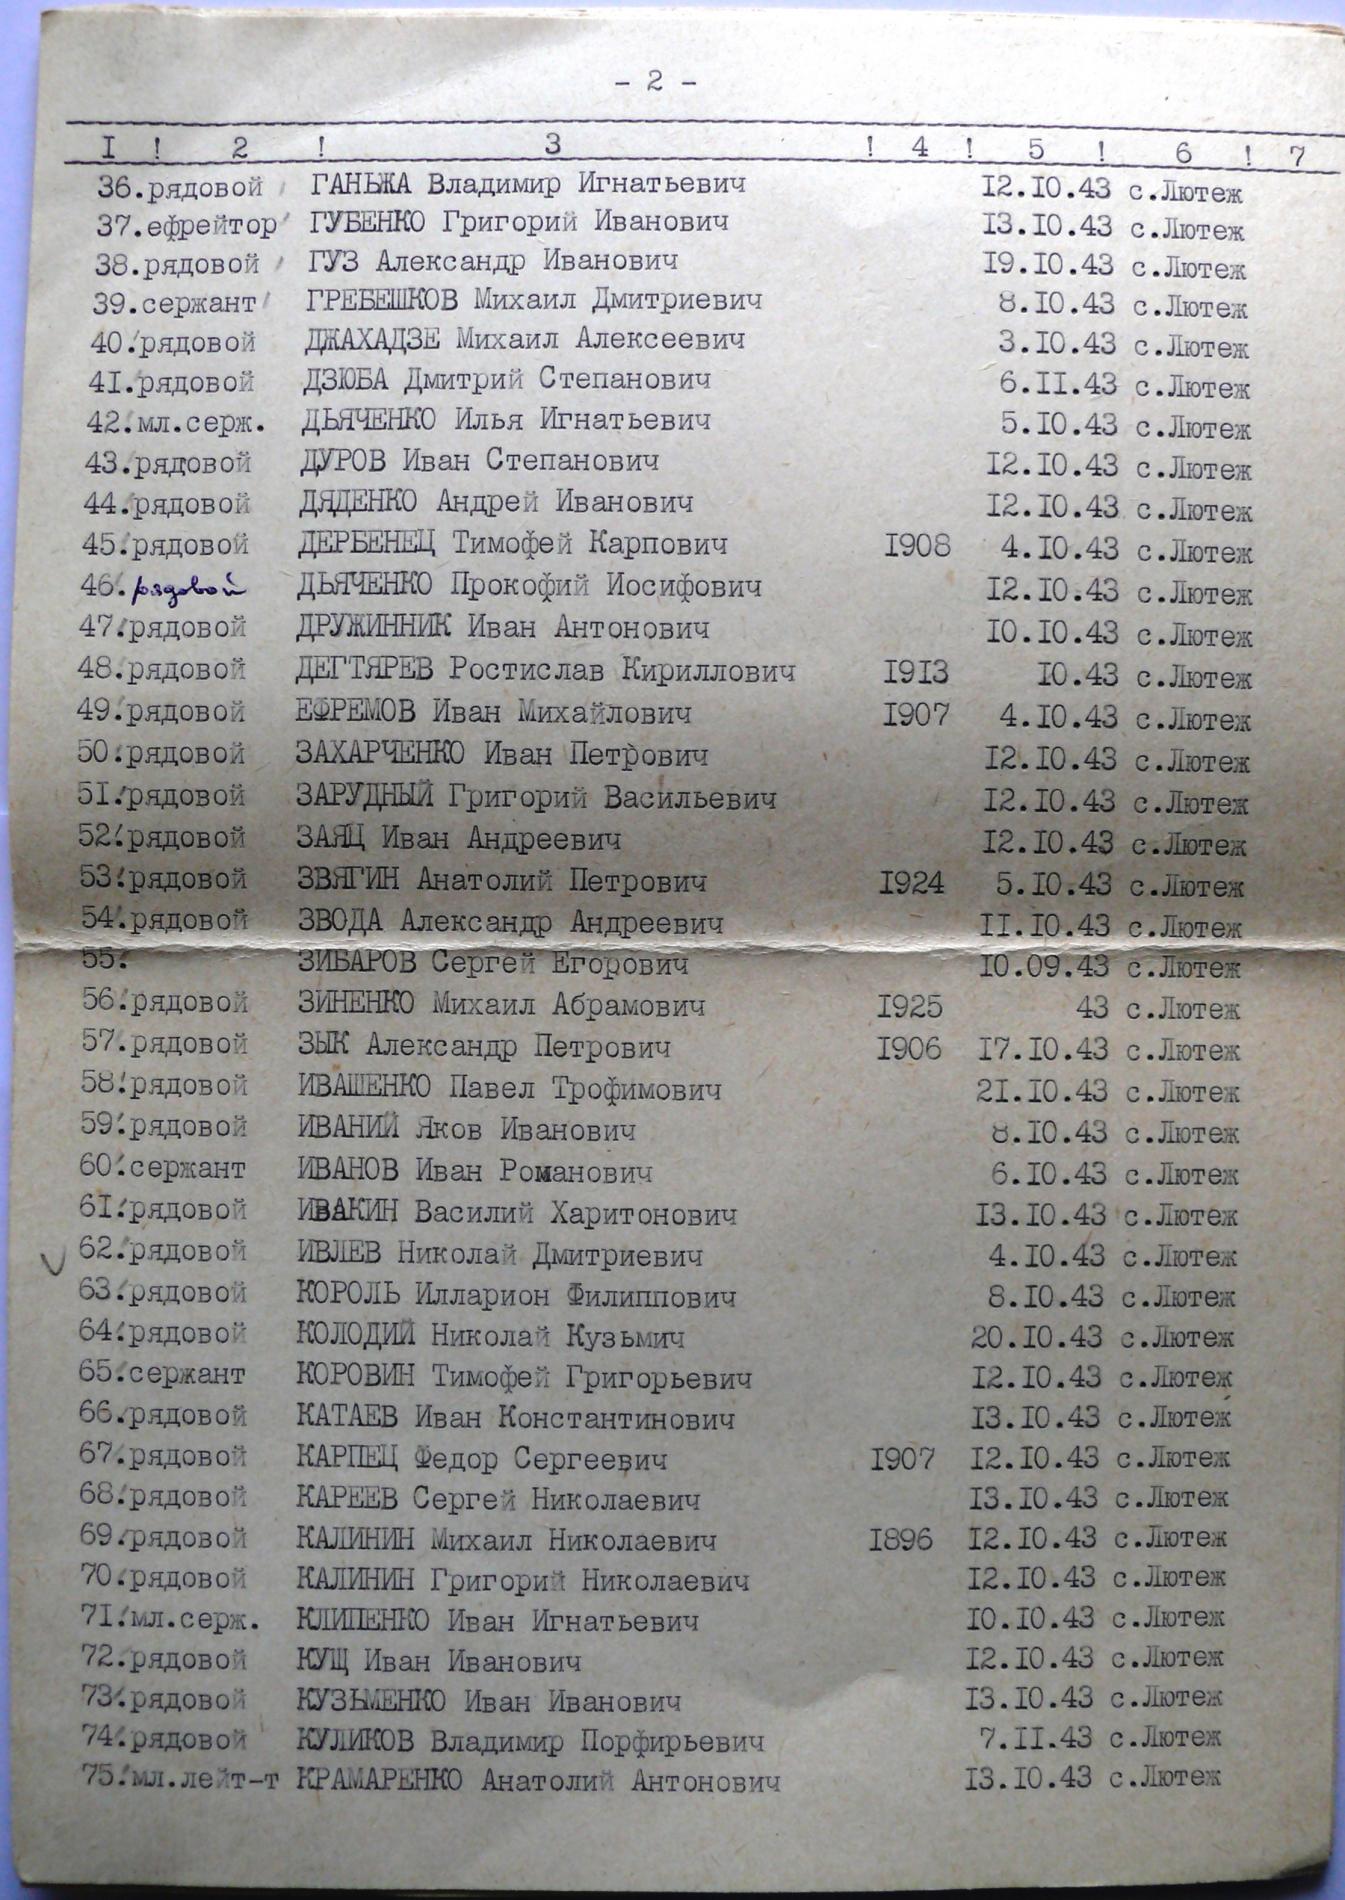 - 2 -
I ! 2 ! 3 ! 4 ! 5 ! 6 ! 7
36.рядовой ГАНЬЖА Владимир Игнатьевич 12.10.43 с.Лютеж
37.ефрейтор ГУБЕНКО Григорий Иванович 13.10.43 с.Лютеж
38.рядовой ГУЗ Александр Иванович 19.10.43 с.Лютеж
39.сержант ГРЕБЕШКОВ Михаил Дмитриевич 8.10.43 с.Лютеж
40.рядовой ДЖАХАДЗЕ Михаил Алексеевич 3.10.43 с.Лютеж
41.рядовой ДЗЮБА Дмитрий Степанович 6.11.43 с.Лютеж
42.мл.серж. ДЬЯЧЕНКО Илья Игнатьевич 5.10.43 с.Лютеж
43.рядовой ДУРОВ Иван Степанович 12.10.43 с.Лютеж
44.рядовой ДЯДЕНКО Андрей Иванович 12.10.43 с.Лютеж
45.рядовой ДЕРБЕНЕЦ Тимофей Карпович 1908 4.10.43 с.Лютеж
46.рядовой ДЬЯЧЕНКО Прокофий Иосифович 12.10.43 с.Лютеж
47.рядовой ДРУЖИННИК Иван Антонович 10.10.43 с.Лютеж
48.рядовой ДЕГТЯРЕВ Ростислав Кириллович 1913 10.43 с.Лютеж
49.рядовой ЕФРЕМОВ Иван Михайлович 1907 4.10.43 с.Лютеж
50.рядовой ЗАХАРЧЕНКО Иван Петрович 12.10.43 с.Лютеж
51.рядовой ЗАРУДНЫЙ Григорий Васильевич 12.10.43 с.Лютеж
52.рядовой ЗАЯЦ Иван Андреевич 12.10.43 с.Лютеж
53.рядовой ЗВЯГИН Анатолий Петрович 1924 5.10.43 с.Лютеж
54.рядовой ЗВОДА Александр Андреевич 11.10.43 с.Лютеж
55. ЗИБАРОВ Сергей Егорович 10.09.43 с.Лютеж
56.рядовой ЗИНЕНКО Михаил Абрамович 1925 43 с.Лютеж
57.рядовой ЗЫК Александр Петрович 1906 17.10.43 с.Лютеж
58.рядовой ИВАШЕНКО Павел Трофимович 21.10.43 с.Лютеж
59.рядовой ИВАНИЙ Яков Иванович 8.10.43 с.Лютеж
60.сержант ИВАНОВ Иван Романович 6.10.43 с.Лютеж
61.рядовой ИВАКИН Василий Харитонович 13.10.43 с.Лютеж
62.рядовой ИВЛЕВ Николай Дмитриевич 4.10.43 с.Лютеж
63.рядовой КОРОЛЬ Илларион Филиппович 8.10.43 с.Лютеж
64.рядовой КОЛОДИЙ Николай Кузьмич 20.10.43 с.Лютеж
65.сержант КОРОВИН Тимофей Григорьевич 12.10.43 с.Лютеж
66.рядовой КАТАЕВ Иван Константинович 13.10.43 с.Лютеж
67.рядовой КАРПЕЦ Федор Сергеевич 1907 12.10.43 с.Лютеж
68.рядовой КАРЕЕВ Сергей Николаевич 13.10.43 с.Лютеж
69.рядовой КАЛИНИН Михаил Николаевич 1896 12.10.43 с.Лютеж
70.рядовой КАЛИНИН Григорий Николаевич 12.10.43 с.Лютеж
71.мл.серж. КЛИПЕНКО Иван Игнатьевич 10.10.43 с.Лютеж
72.рядовой КУЩ Иван Иванович 12.10.43 с.Лютеж
73.рядовой КУЗЬМЕНКО Иван Иванович 13.10.43 с.Лютеж
74.рядовой КУЛИКОВ Владимир Порфирьевич 7.11.43 с.Лютеж
75.мл.лейт-т КРАМАРЕНКО Анатолий Антонович 13.10.43 с.Лютеж